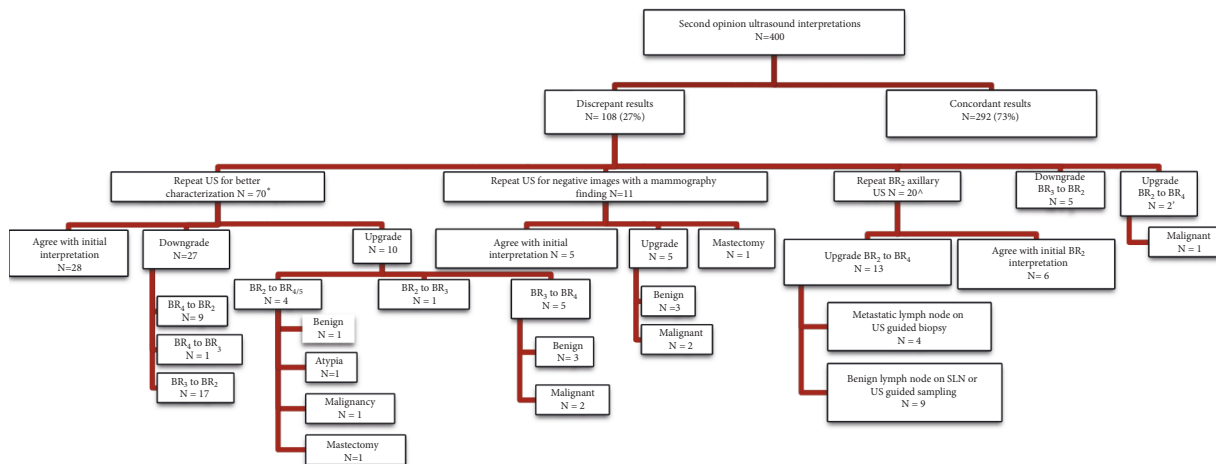 Second opinion ultrasound interpretations
N=400
Discrepant results
N= 108 (27%)
Concordant results
N=292 (73%)
Repeat US for better
characterization N = 70*
Repeat US for negative images with a mammography
finding N=11
Repeat BR2 axillary
US N = 20^
Downgrade
BR3 to BR2
N = 5
Upgrade
BR2 to BR4
N = 2'
Agree with initial
interpretation
N=28
Downgrade
N=27
Upgrade
N = 10
Agree with initial
interpretation N = 5
Upgrade
N = 5
Mastectomy
N = 1
Upgrade BR2 to BR4
N = 13
Agree with initial BR2
interpretation
N = 6
Malignant
N = 1
BR4 to BR2
N= 9
BR4 to BR3
N = 1
BR3 to BR2
N = 17
BR2 to BR4/5
N = 4
BR2 to BR3
N = 1
BR3 to BR4
N = 5
Benign
N = 1
Atypia
N=1
Malignancy
N = 1
Mastectomy
N=1
Benign
N = 3
Malignant
N = 2
Benign
N =3
Malignant
N = 2
Metastatic lymph node on
US guided biopsy
N = 4
Benign lymph node on SLN or
US guided sampling
N = 9